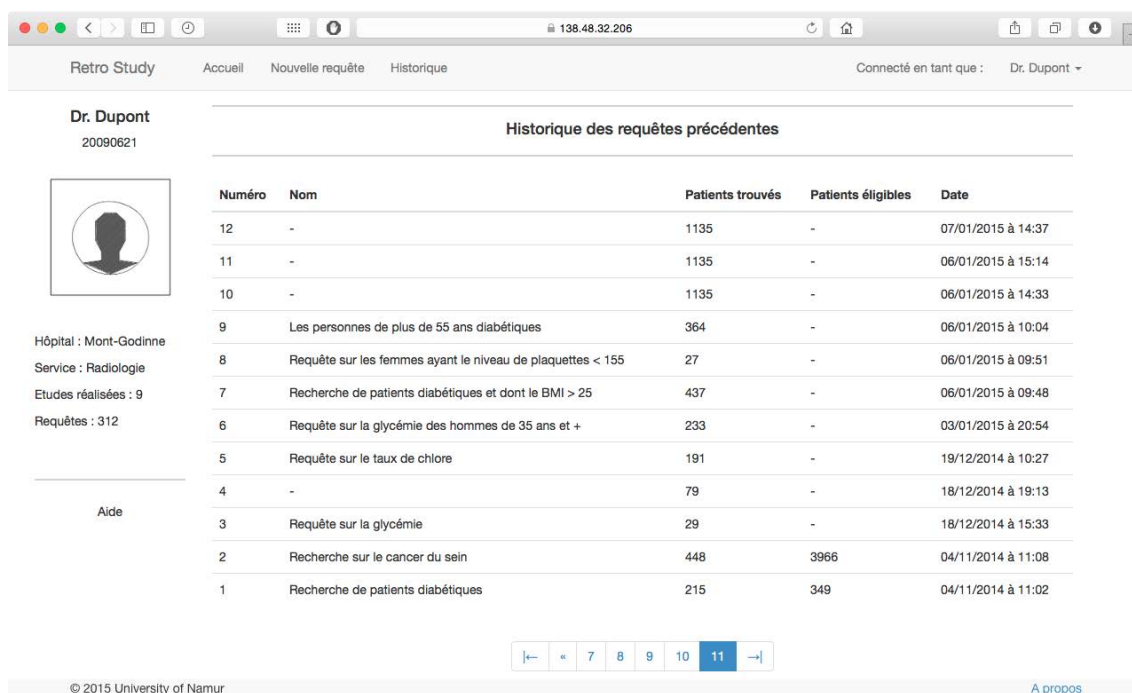 138.48.32.206
Retro Study Accueil Nouvelle requête Historique Connecté en tant que : Dr. Dupont
Dr. Dupont
20090621
Hôpital : Mont-Godinne
Service : Radiologie
Etudes réalisées : 9
Requêtes : 312
Aide
Historique des requêtes précédentes
Numéro Nom Patients trouvés Patients éligibles Date
12 - 1135 - 07/01/2015 à 14:37
11 - 1135 - 06/01/2015 à 15:14
10 - 1135 - 06/01/2015 à 14:33
9 Les personnes de plus de 55 ans diabétiques 364 - 06/01/2015 à 10:04
8 Requête sur les femmes ayant le niveau de plaquettes < 155 27 - 06/01/2015 à 09:51
7 Recherche de patients diabétiques et dont le BMI > 25 437 - 06/01/2015 à 09:48
6 Requête sur la glycémie des hommes de 35 ans et + 233 - 03/01/2015 à 20:54
5 Requête sur le taux de chlore 191 - 19/12/2014 à 10:27
4 - 79 - 18/12/2014 à 19:13
3 Requête sur la glycémie 29 - 18/12/2014 à 15:33
2 Recherche sur le cancer du sein 448 3966 04/11/2014 à 11:08
1 Recherche de patients diabétiques 215 349 04/11/2014 à 11:02
|← « 7 8 9 10 11 →|
© 2015 University of Namur A propos